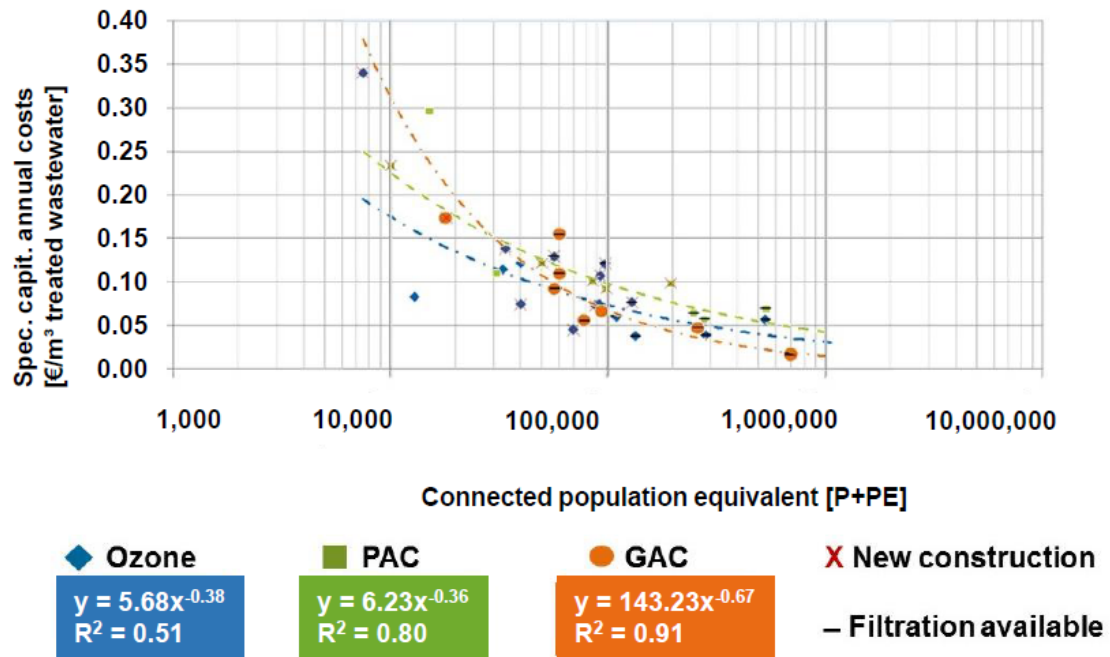 Spec. capit. annual costs
[€/m³ treated wastewater]
0.40
0.35
0.30
0.25
0.20
0.15
0.10
0.05
0.00
1,000 10,000 100,000 1,000,000 10,000,000
Connected population equivalent [P+PE]
Ozone PAC GAC X New construction
y = 5.68x^-0.38
R² = 0.51
y = 6.23x^-0.36
R² = 0.80
y = 143.23x^-0.67
R² = 0.91
– Filtration available